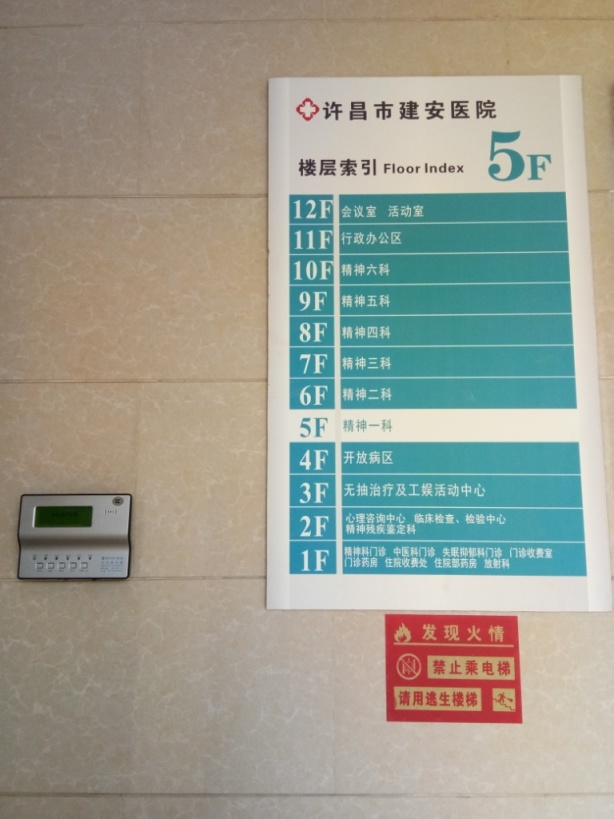 许昌市建安医院
楼层索引 Floor Index 5F
12F 会议室 活动室
11F 行政办公区
10F 精神六科
9F 精神五科
8F 精神四科
7F 精神三科
6F 精神二科
5F 精神一科
4F 开放病区
3F 无抽治疗及工娱活动中心
2F 心理咨询中心 临床检查、检验中心
精神残疾鉴定科
1F 精神科门诊 中医科门诊 失眠抑郁科门诊 门诊收费室
门诊药房 住院收费处 住院部药房 放射科
发现火情
禁止乘电梯
请用逃生楼梯